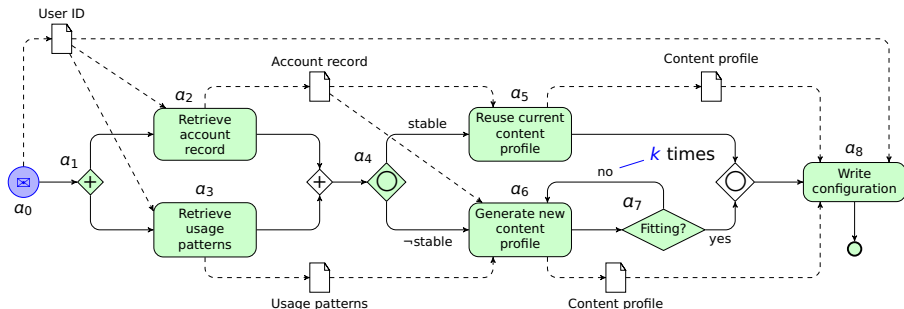 User ID
Account record
Content profile
a₂
Retrieve
account
record
a₅
Reuse current
content
profile
stable
k times
no
a₁
a₄
a₈
Write
configuration
a₀
a₃
Retrieve
usage
patterns
a₆
Generate new
content
profile
a₇
Fitting?
¬stable
yes
Usage patterns
Content profile